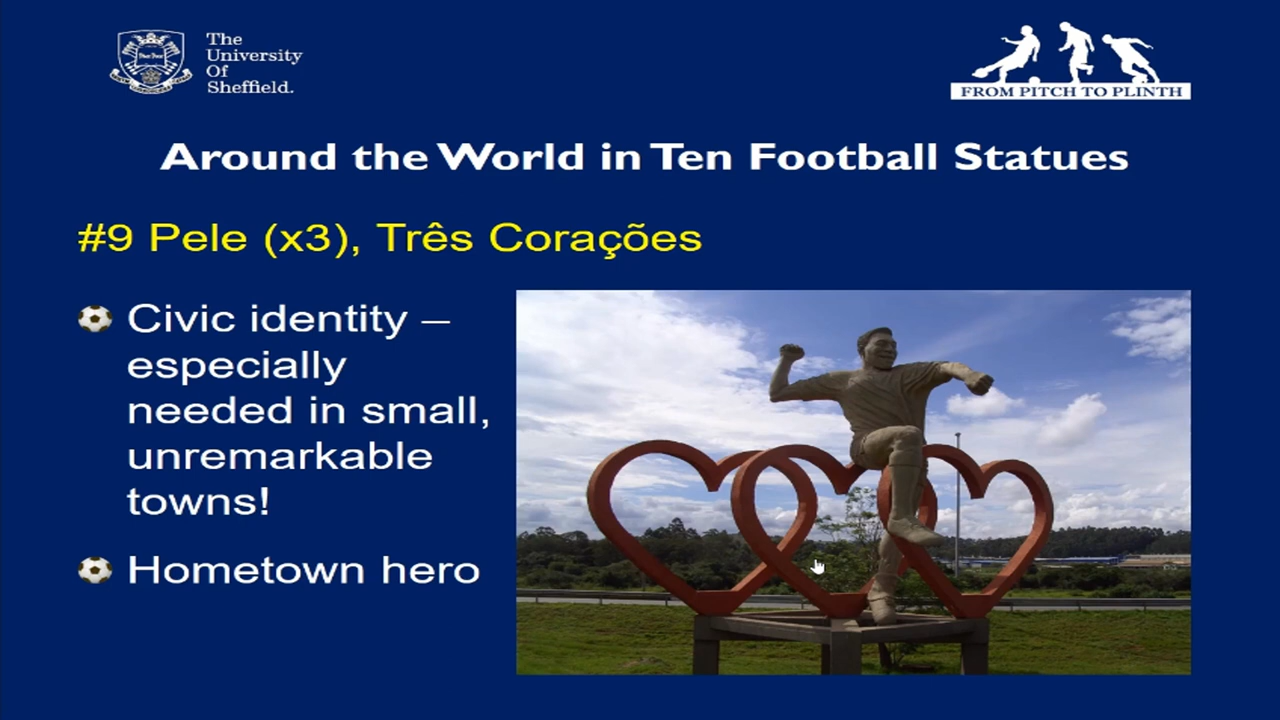 The
University
Of
Sheffield.
FROM PITCH TO PLINTH
Around the World in Ten Football Statues
#9 Pele (x3), Três Corações
Civic identity –
especially
needed in small,
unremarkable
towns!
Hometown hero